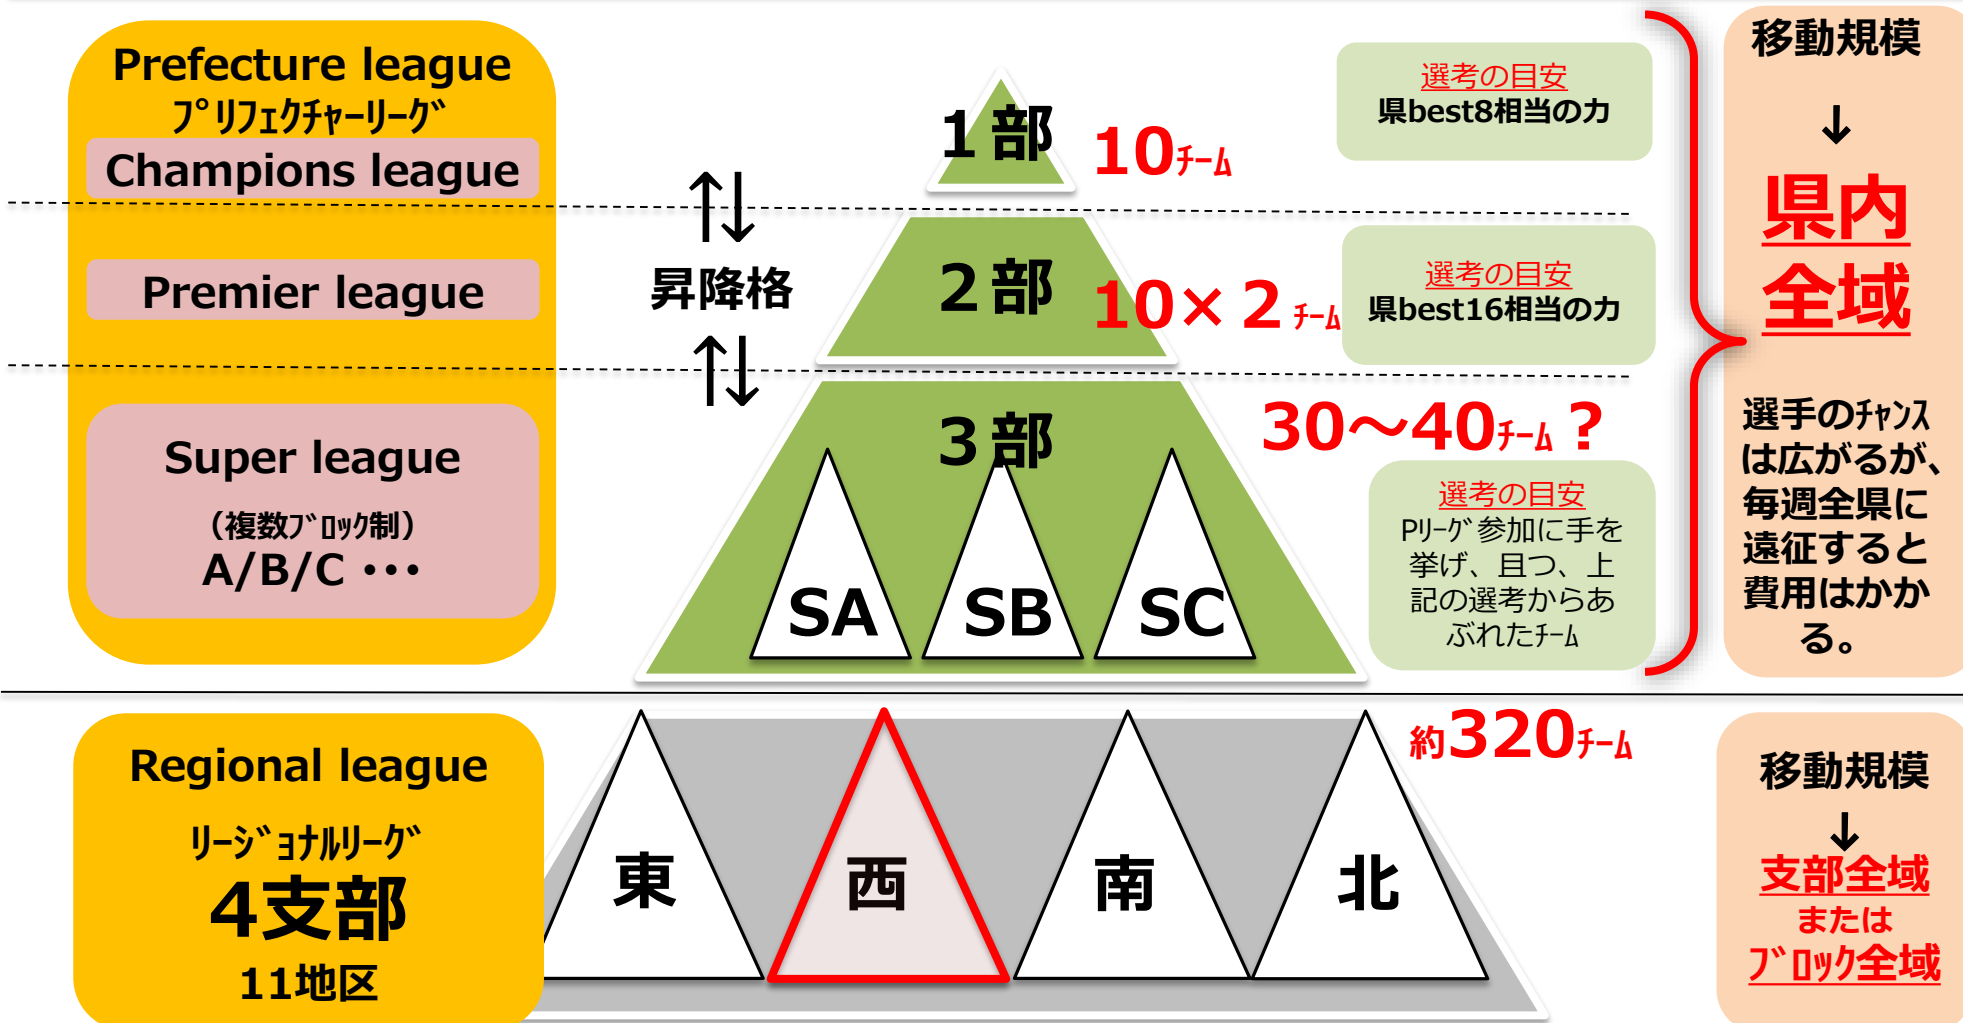 Prefecture league
ﾌﾟﾘﾌｪｸﾁｬｰﾘｰｸﾞ
Champions league
Premier league
Super league
（複数ﾌﾞﾛｯｸ制）
A/B/C ･･･
↑↓
昇降格
↑↓
１部
10ﾁｰﾑ
２部
10×２ﾁｰﾑ
３部
30～40ﾁｰﾑ？
SA
SB
SC
選考の目安
県best8相当の力
選考の目安
県best16相当の力
選考の目安
Pﾘｰｸﾞ参加に手を
挙げ、且つ、上
記の選考からあ
ぶれたﾁｰﾑ
移動規模
↓
県内
全域
選手のﾁｬﾝｽ
は広がるが、
毎週全県に
遠征すると
費用はかか
る。
Regional league
ﾘｰｼﾞｮﾅﾙﾘｰｸﾞ
4支部
11地区
東
西
南
北
約320ﾁｰﾑ
移動規模
↓
支部全域
または
ﾌﾞﾛｯｸ全域